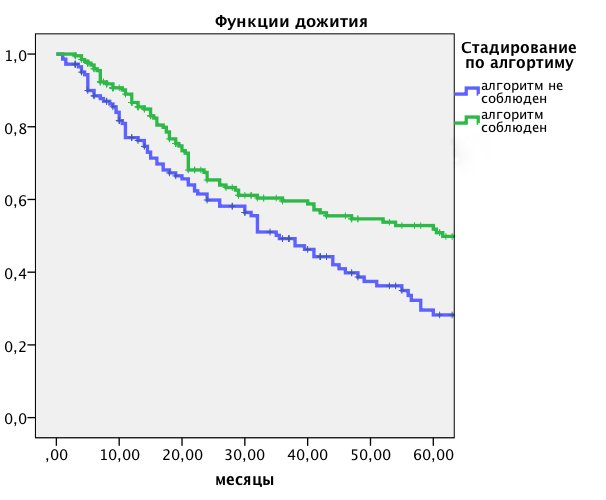 Функции дожития
Стадирование
по алгортиму
алгоритм не
соблюден
алгоритм
соблюден
1,0
0,8
0,6
0,4
0,2
0,0
,00 10,00 20,00 30,00 40,00 50,00 60,00
месяцы